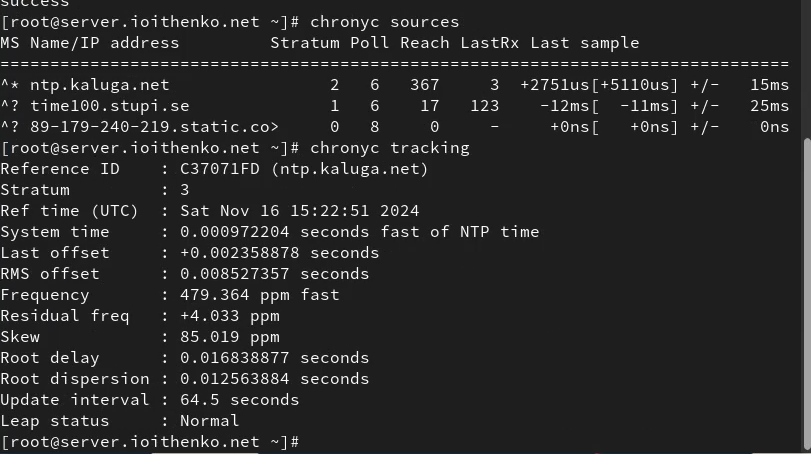 success
[root@server.ioithenko.net ~]# chronyc sources
MS Name/IP address         Stratum Poll Reach LastRx Last sample
===============================================================================
^* ntp.kaluga.net                2   6   367     3  +2751us[+5110us] +/-   15ms
^? time100.stupi.se              1   6    17   123    -12ms[  -11ms] +/-   25ms
^? 89-179-240-219.static.co>     0   8     0     -     +0ns[   +0ns] +/-    0ns
[root@server.ioithenko.net ~]# chronyc tracking
Reference ID    : C37071FD (ntp.kaluga.net)
Stratum         : 3
Ref time (UTC)  : Sat Nov 16 15:22:51 2024
System time     : 0.000972204 seconds fast of NTP time
Last offset     : +0.002358878 seconds
RMS offset      : 0.008527357 seconds
Frequency       : 479.364 ppm fast
Residual freq   : +4.033 ppm
Skew            : 85.019 ppm
Root delay      : 0.016838877 seconds
Root dispersion : 0.012563884 seconds
Update interval : 64.5 seconds
Leap status     : Normal
[root@server.ioithenko.net ~]#